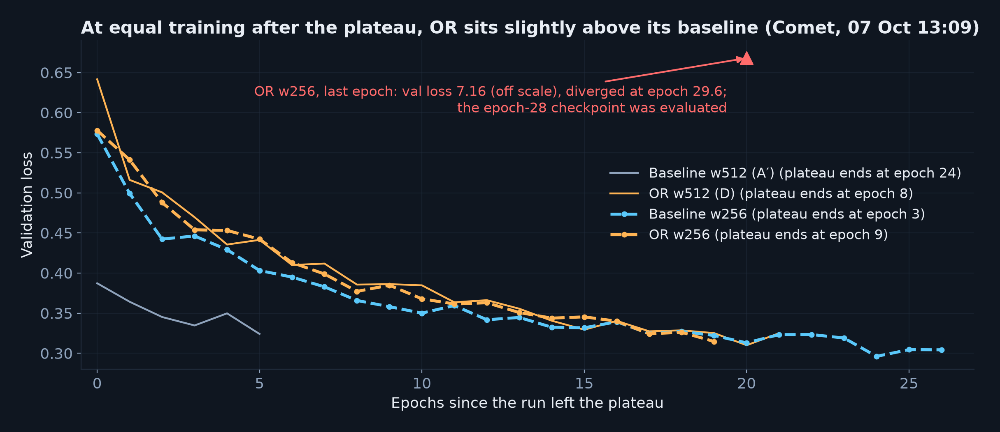 At equal training after the plateau, OR sits slightly above its baseline (Comet, 07 Oct 13:09)
Validation loss
0.65
0.60
0.55
0.50
0.45
0.40
0.35
0.30
OR w256, last epoch: val loss 7.16 (off scale), diverged at epoch 29.6;
the epoch-28 checkpoint was evaluated
Baseline w512 (A′) (plateau ends at epoch 24)
OR w512 (D) (plateau ends at epoch 8)
Baseline w256 (plateau ends at epoch 3)
OR w256 (plateau ends at epoch 9)
0 5 10 15 20 25
Epochs since the run left the plateau